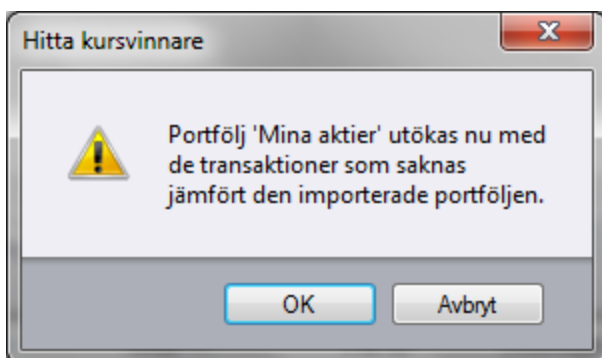 Hitta kursvinnare
Portfölj 'Mina aktier' utökas nu med
de transaktioner som saknas
jämfört den importerade portföljen.
OK
Avbryt